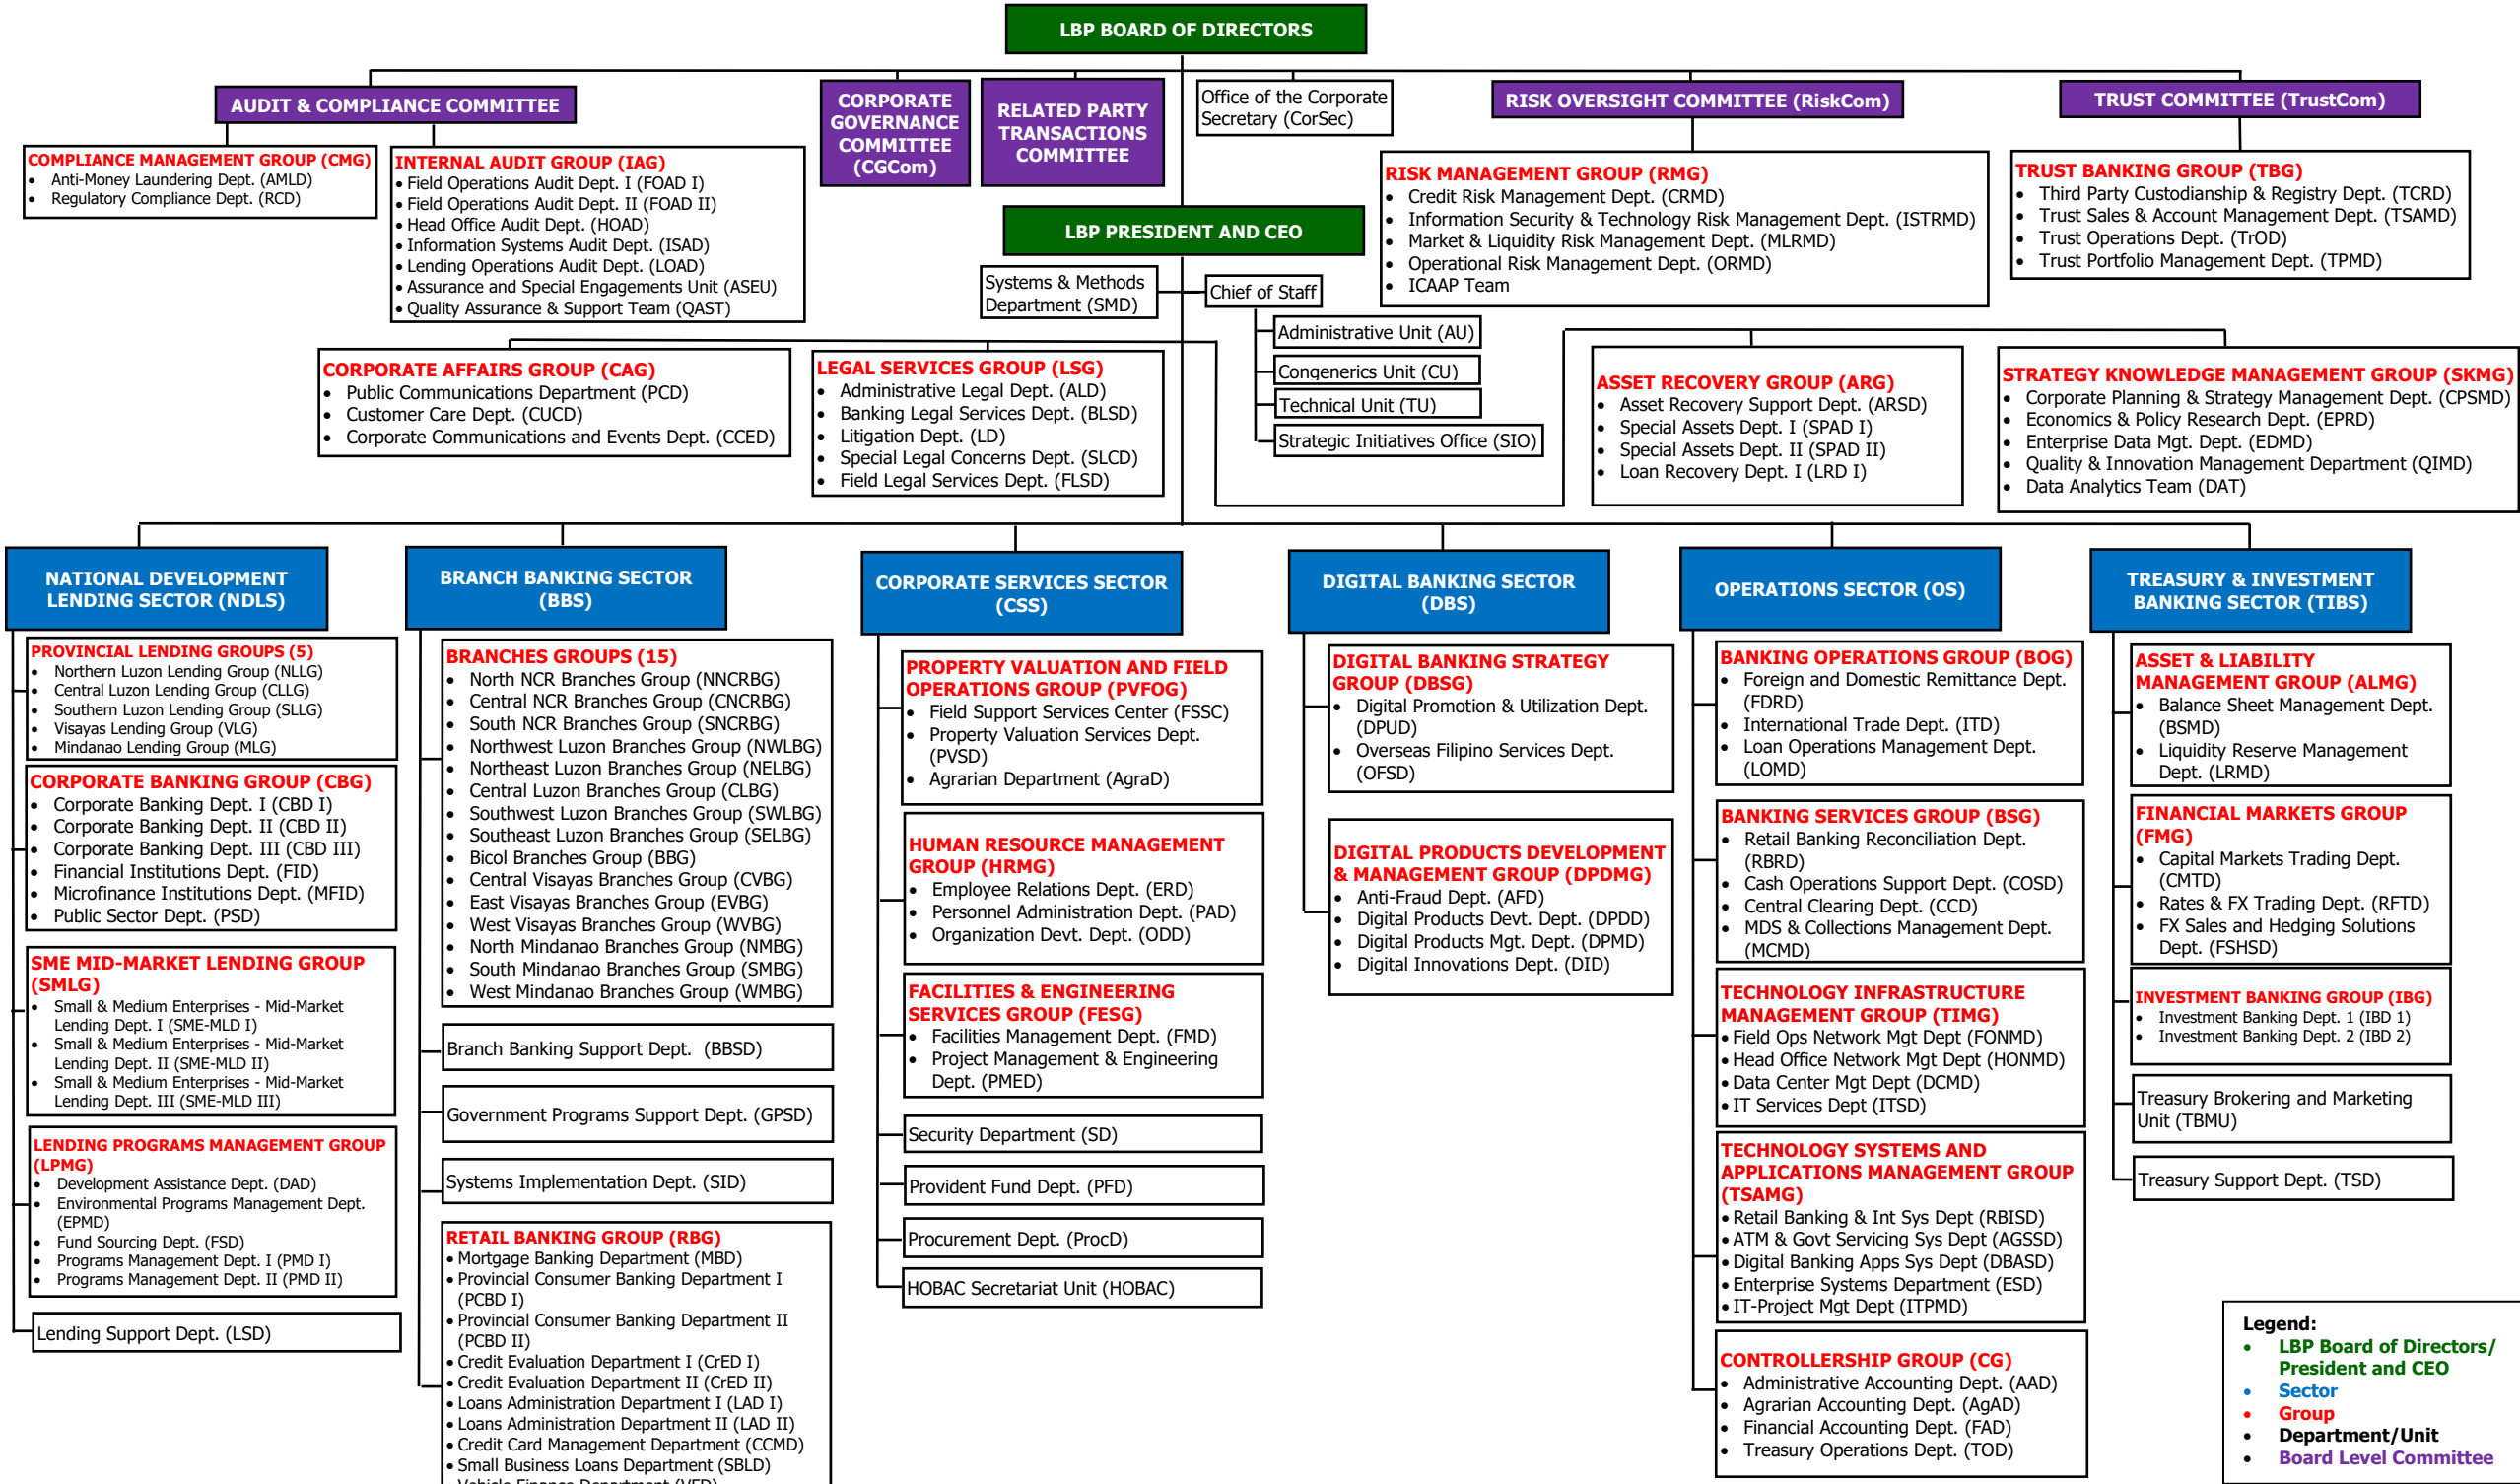 LBP BOARD OF DIRECTORS
AUDIT & COMPLIANCE COMMITTEE
CORPORATE
GOVERNANCE
COMMITTEE
(CGCom)
RELATED PARTY
TRANSACTIONS
COMMITTEE
Office of the Corporate
Secretary (CorSec)
RISK OVERSIGHT COMMITTEE (RiskCom)
TRUST COMMITTEE (TrustCom)
COMPLIANCE MANAGEMENT GROUP (CMG)
• Anti-Money Laundering Dept. (AMLD)
• Regulatory Compliance Dept. (RCD)
INTERNAL AUDIT GROUP (IAG)
• Field Operations Audit Dept. I (FOAD I)
• Field Operations Audit Dept. II (FOAD II)
• Head Office Audit Dept. (HOAD)
• Information Systems Audit Dept. (ISAD)
• Lending Operations Audit Dept. (LOAD)
• Assurance and Special Engagements Unit (ASEU)
• Quality Assurance & Support Team (QAST)
RISK MANAGEMENT GROUP (RMG)
• Credit Risk Management Dept. (CRMD)
• Information Security & Technology Risk Management Dept. (ISTRMD)
• Market & Liquidity Risk Management Dept. (MLRMD)
• Operational Risk Management Dept. (ORMD)
• ICAAP Team
TRUST BANKING GROUP (TBG)
• Third Party Custodianship & Registry Dept. (TCRD)
• Trust Sales & Account Management Dept. (TSAMD)
• Trust Operations Dept. (TrOD)
• Trust Portfolio Management Dept. (TPMD)
LBP PRESIDENT AND CEO
Systems & Methods
Department (SMD)
Chief of Staff
Administrative Unit (AU)
Congenerics Unit (CU)
Technical Unit (TU)
Strategic Initiatives Office (SIO)
CORPORATE AFFAIRS GROUP (CAG)
• Public Communications Department (PCD)
• Customer Care Dept. (CUCD)
• Corporate Communications and Events Dept. (CCED)
LEGAL SERVICES GROUP (LSG)
• Administrative Legal Dept. (ALD)
• Banking Legal Services Dept. (BLSD)
• Litigation Dept. (LD)
• Special Legal Concerns Dept. (SLCD)
• Field Legal Services Dept. (FLSD)
ASSET RECOVERY GROUP (ARG)
• Asset Recovery Support Dept. (ARSD)
• Special Assets Dept. I (SPAD I)
• Special Assets Dept. II (SPAD II)
• Loan Recovery Dept. I (LRD I)
STRATEGY KNOWLEDGE MANAGEMENT GROUP (SKMG)
• Corporate Planning & Strategy Management Dept. (CPSMD)
• Economics & Policy Research Dept. (EPRD)
• Enterprise Data Mgt. Dept. (EDMD)
• Quality & Innovation Management Department (QIMD)
• Data Analytics Team (DAT)
NATIONAL DEVELOPMENT
LENDING SECTOR (NDLS)
PROVINCIAL LENDING GROUPS (5)
• Northern Luzon Lending Group (NLLG)
• Central Luzon Lending Group (CLLG)
• Southern Luzon Lending Group (SLLG)
• Visayas Lending Group (VLG)
• Mindanao Lending Group (MLG)
CORPORATE BANKING GROUP (CBG)
• Corporate Banking Dept. I (CBD I)
• Corporate Banking Dept. II (CBD II)
• Corporate Banking Dept. III (CBD III)
• Financial Institutions Dept. (FID)
• Microfinance Institutions Dept. (MFID)
• Public Sector Dept. (PSD)
SME MID-MARKET LENDING GROUP
(SMLG)
• Small & Medium Enterprises - Mid-Market
Lending Dept. I (SME-MLD I)
• Small & Medium Enterprises - Mid-Market
Lending Dept. II (SME-MLD II)
• Small & Medium Enterprises - Mid-Market
Lending Dept. III (SME-MLD III)
LENDING PROGRAMS MANAGEMENT GROUP
(LPMG)
• Development Assistance Dept. (DAD)
• Environmental Programs Management Dept.
(EPMD)
• Fund Sourcing Dept. (FSD)
• Programs Management Dept. I (PMD I)
• Programs Management Dept. II (PMD II)
Lending Support Dept. (LSD)
BRANCH BANKING SECTOR
(BBS)
BRANCHES GROUPS (15)
• North NCR Branches Group (NNCRBG)
• Central NCR Branches Group (CNCRBG)
• South NCR Branches Group (SNCRBG)
• Northwest Luzon Branches Group (NWLBG)
• Northeast Luzon Branches Group (NELBG)
• Central Luzon Branches Group (CLBG)
• Southwest Luzon Branches Group (SWLBG)
• Southeast Luzon Branches Group (SELBG)
• Bicol Branches Group (BBG)
• Central Visayas Branches Group (CVBG)
• East Visayas Branches Group (EVBG)
• West Visayas Branches Group (WVBG)
• North Mindanao Branches Group (NMBG)
• South Mindanao Branches Group (SMBG)
• West Mindanao Branches Group (WMBG)
Branch Banking Support Dept. (BBSD)
Government Programs Support Dept. (GPSD)
Systems Implementation Dept. (SID)
RETAIL BANKING GROUP (RBG)
• Mortgage Banking Department (MBD)
• Provincial Consumer Banking Department I
(PCBD I)
• Provincial Consumer Banking Department II
(PCBD II)
• Credit Evaluation Department I (CrED I)
• Credit Evaluation Department II (CrED II)
• Loans Administration Department I (LAD I)
• Loans Administration Department II (LAD II)
• Credit Card Management Department (CCMD)
• Small Business Loans Department (SBLD)
• Vehicle Finance Department (VFD)
CORPORATE SERVICES SECTOR
(CSS)
PROPERTY VALUATION AND FIELD
OPERATIONS GROUP (PVFOG)
• Field Support Services Center (FSSC)
• Property Valuation Services Dept.
(PVSD)
• Agrarian Department (AgraD)
HUMAN RESOURCE MANAGEMENT
GROUP (HRMG)
• Employee Relations Dept. (ERD)
• Personnel Administration Dept. (PAD)
• Organization Devt. Dept. (ODD)
FACILITIES & ENGINEERING
SERVICES GROUP (FESG)
• Facilities Management Dept. (FMD)
• Project Management & Engineering
Dept. (PMED)
Security Department (SD)
Provident Fund Dept. (PFD)
Procurement Dept. (ProcD)
HOBAC Secretariat Unit (HOBAC)
DIGITAL BANKING SECTOR
(DBS)
DIGITAL BANKING STRATEGY
GROUP (DBSG)
• Digital Promotion & Utilization Dept.
(DPUD)
• Overseas Filipino Services Dept.
(OFSD)
DIGITAL PRODUCTS DEVELOPMENT
& MANAGEMENT GROUP (DPDMG)
• Anti-Fraud Dept. (AFD)
• Digital Products Devt. Dept. (DPDD)
• Digital Products Mgt. Dept. (DPMD)
• Digital Innovations Dept. (DID)
OPERATIONS SECTOR (OS)
BANKING OPERATIONS GROUP (BOG)
• Foreign and Domestic Remittance Dept.
(FDRD)
• International Trade Dept. (ITD)
• Loan Operations Management Dept.
(LOMD)
BANKING SERVICES GROUP (BSG)
• Retail Banking Reconciliation Dept.
(RBRD)
• Cash Operations Support Dept. (COSD)
• Central Clearing Dept. (CCD)
• MDS & Collections Management Dept.
(MCMD)
TECHNOLOGY INFRASTRUCTURE
MANAGEMENT GROUP (TIMG)
• Field Ops Network Mgt Dept (FONMD)
• Head Office Network Mgt Dept (HONMD)
• Data Center Mgt Dept (DCMD)
• IT Services Dept (ITSD)
TECHNOLOGY SYSTEMS AND
APPLICATIONS MANAGEMENT GROUP
(TSAMG)
• Retail Banking & Int Sys Dept (RBISD)
• ATM & Govt Servicing Sys Dept (AGSSD)
• Digital Banking Apps Sys Dept (DBASD)
• Enterprise Systems Department (ESD)
• IT-Project Mgt Dept (ITPMD)
CONTROLLERSHIP GROUP (CG)
• Administrative Accounting Dept. (AAD)
• Agrarian Accounting Dept. (AgAD)
• Financial Accounting Dept. (FAD)
• Treasury Operations Dept. (TOD)
TREASURY & INVESTMENT
BANKING SECTOR (TIBS)
ASSET & LIABILITY
MANAGEMENT GROUP (ALMG)
• Balance Sheet Management Dept.
(BSMD)
• Liquidity Reserve Management
Dept. (LRMD)
FINANCIAL MARKETS GROUP
(FMG)
• Capital Markets Trading Dept.
(CMTD)
• Rates & FX Trading Dept. (RFTD)
• FX Sales and Hedging Solutions
Dept. (FSHSD)
INVESTMENT BANKING GROUP (IBG)
• Investment Banking Dept. 1 (IBD 1)
• Investment Banking Dept. 2 (IBD 2)
Treasury Brokering and Marketing
Unit (TBMU)
Treasury Support Dept. (TSD)
Legend:
• LBP Board of Directors/
President and CEO
• Sector
• Group
• Department/Unit
• Board Level Committee